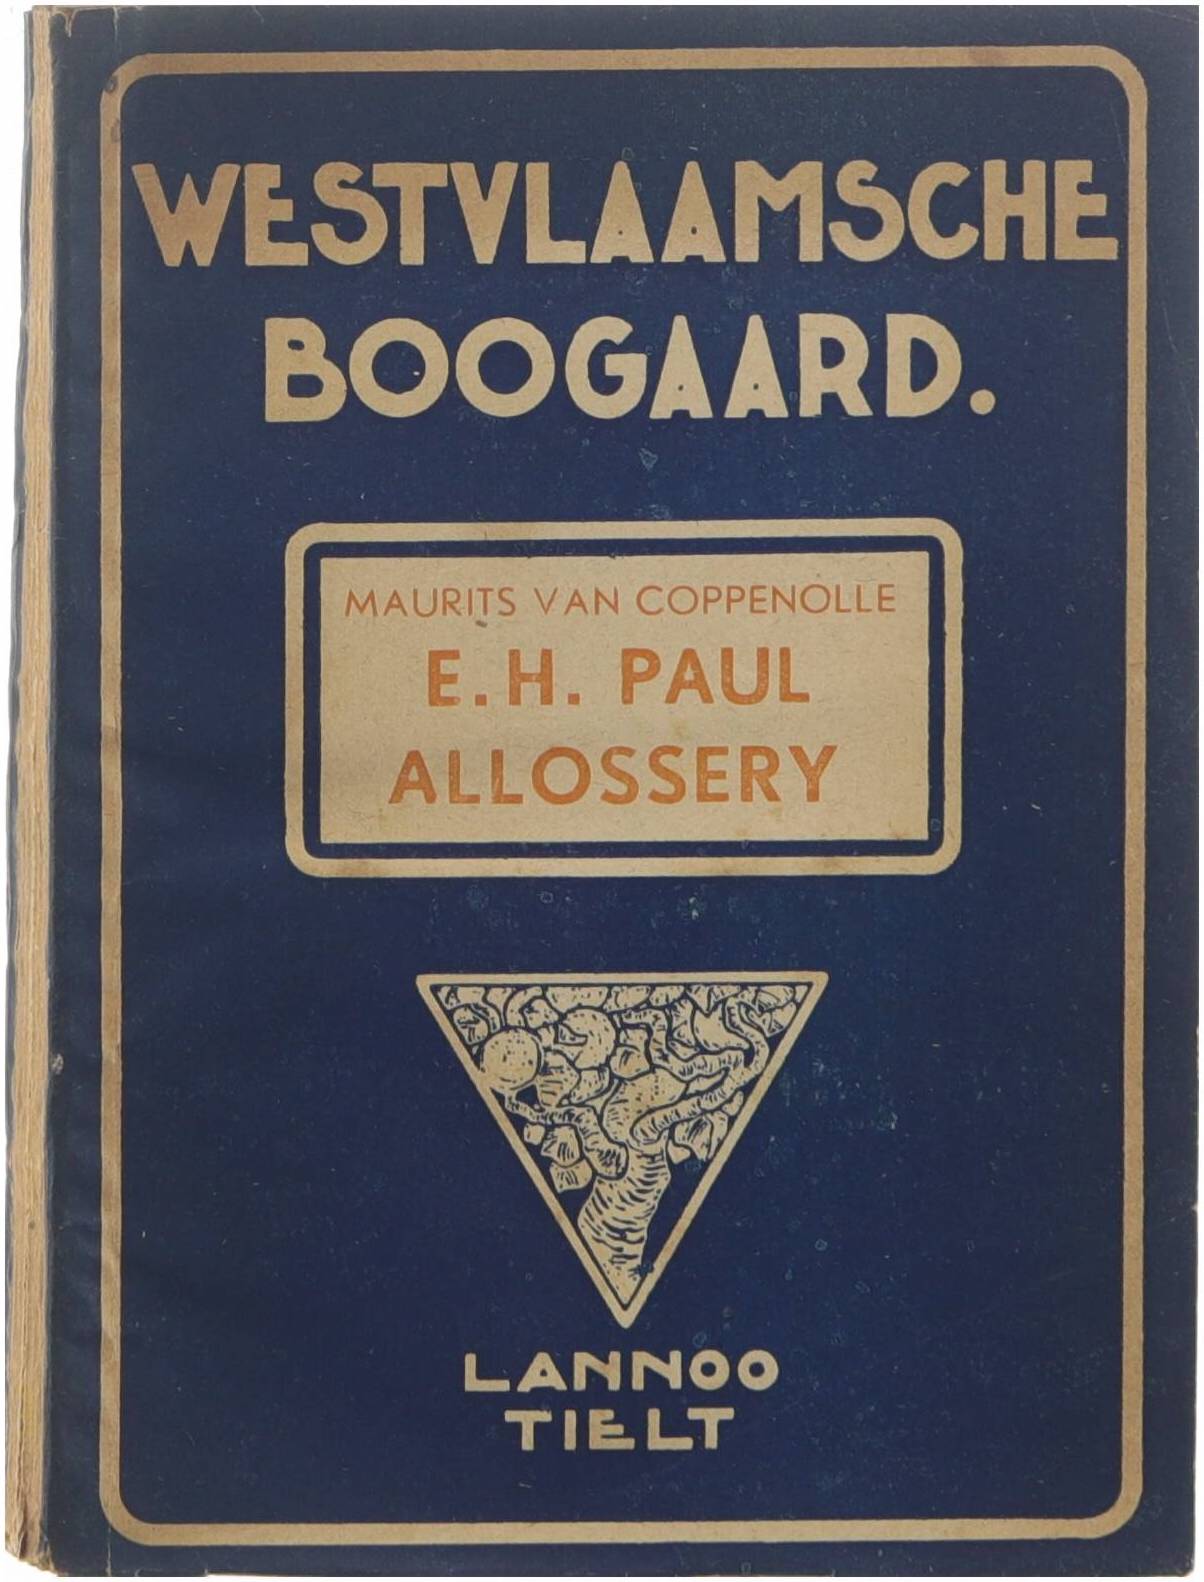 WESTVLAAMSCHE
BOOGAARD.
MAURITS VAN COPPENOLLE
E.H. PAUL
ALLOSSERY
LANNOO
TIELT